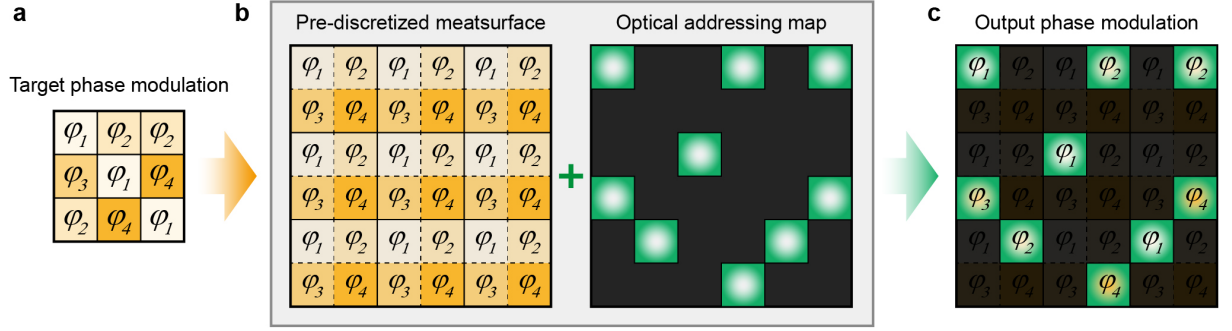 a
Target phase modulation
φ1 φ2 φ2
φ3 φ1 φ4
φ2 φ4 φ1
b
Pre-discretized meatsurface
φ1 φ2 φ1 φ2 φ1 φ2
φ3 φ4 φ3 φ4 φ3 φ4
φ1 φ2 φ1 φ2 φ1 φ2
φ3 φ4 φ3 φ4 φ3 φ4
φ1 φ2 φ1 φ2 φ1 φ2
φ3 φ4 φ3 φ4 φ3 φ4
+
Optical addressing map
c
Output phase modulation
φ1 φ2 φ1 φ2 φ1 φ2
φ3 φ4 φ3 φ4 φ3 φ4
φ1 φ2 φ1 φ2 φ1 φ2
φ3 φ4 φ3 φ4 φ3 φ4
φ1 φ2 φ1 φ2 φ1 φ2
φ3 φ4 φ3 φ4 φ3 φ4